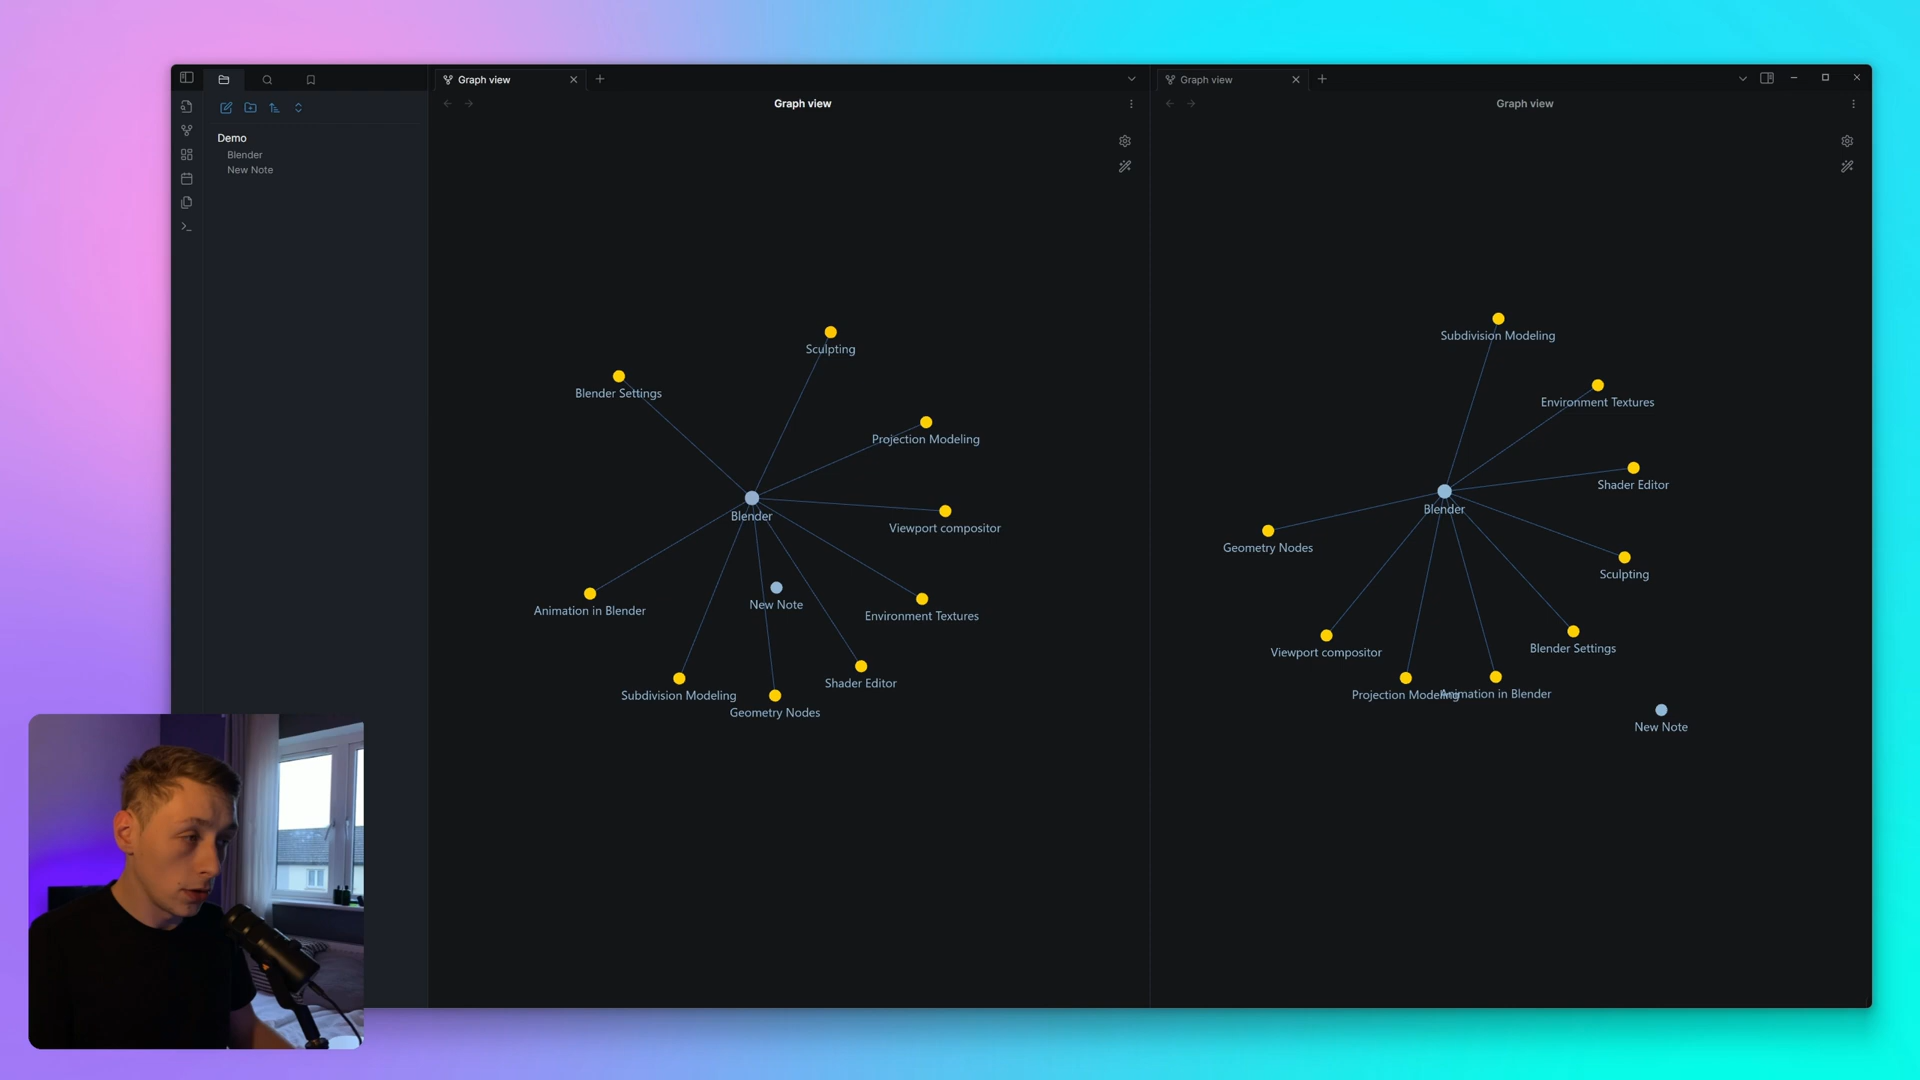 Graph view
Graph view
Graph view
Graph view
Demo
Blender
New Note
Sculpting
Blender Settings
Projection Modeling
Blender
Viewport compositor
New Note
Animation in Blender
Environment Textures
Shader Editor
Subdivision Modeling
Geometry Nodes
Subdivision Modeling
Environment Textures
Shader Editor
Blender
Geometry Nodes
Sculpting
Blender Settings
Viewport compositor
Projection Modeling
Animation in Blender
New Note